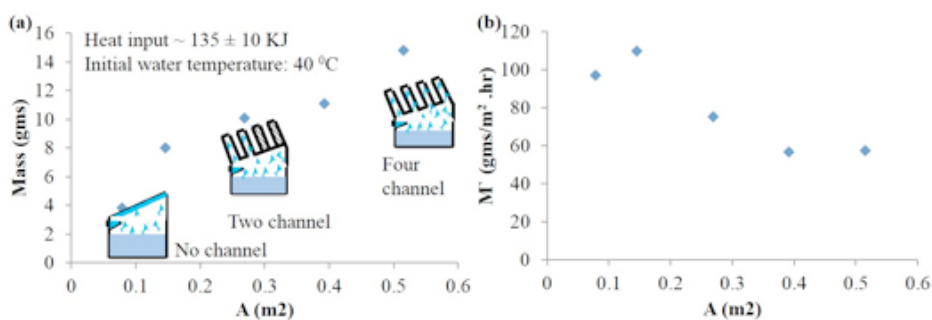 (a)
16
14
12
10
8
6
4
2
0
Mass (gms)
Heat input ~ 135 ± 10 KJ
Initial water temperature: 40 ⁰C
No channel
Two channel
Four
channel
0 0.1 0.2 0.3 0.4 0.5 0.6
A (m2)
(b)
120
100
80
60
40
20
0
M˙ (gms/m² .hr)
0 0.1 0.2 0.3 0.4 0.5 0.6
A (m2)